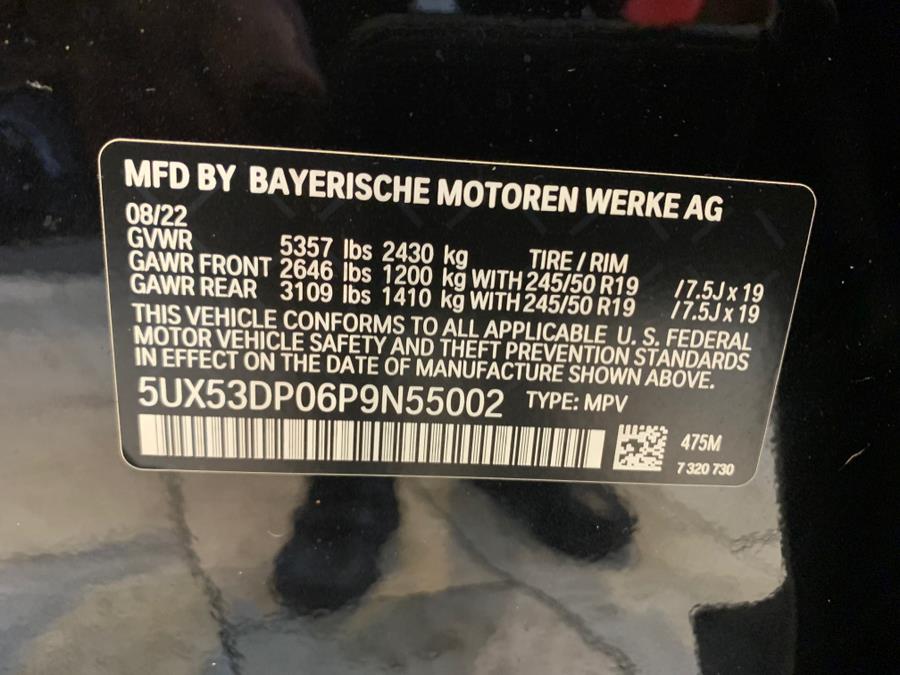 MFD BY BAYERISCHE MOTOREN WERKE AG
08/22
GVWR 5357 lbs 2430 kg TIRE / RIM
GAWR FRONT 2646 lbs 1200 kg WITH 245/50 R19 / 7.5J x 19
GAWR REAR 3109 lbs 1410 kg WITH 245/50 R19 / 7.5J x 19
THIS VEHICLE CONFORMS TO ALL APPLICABLE U. S. FEDERAL
MOTOR VEHICLE SAFETY AND THEFT PREVENTION STANDARDS
IN EFFECT ON THE DATE OF MANUFACTURE SHOWN ABOVE.
5UX53DP06P9N55002 TYPE: MPV
475M
7 320 730